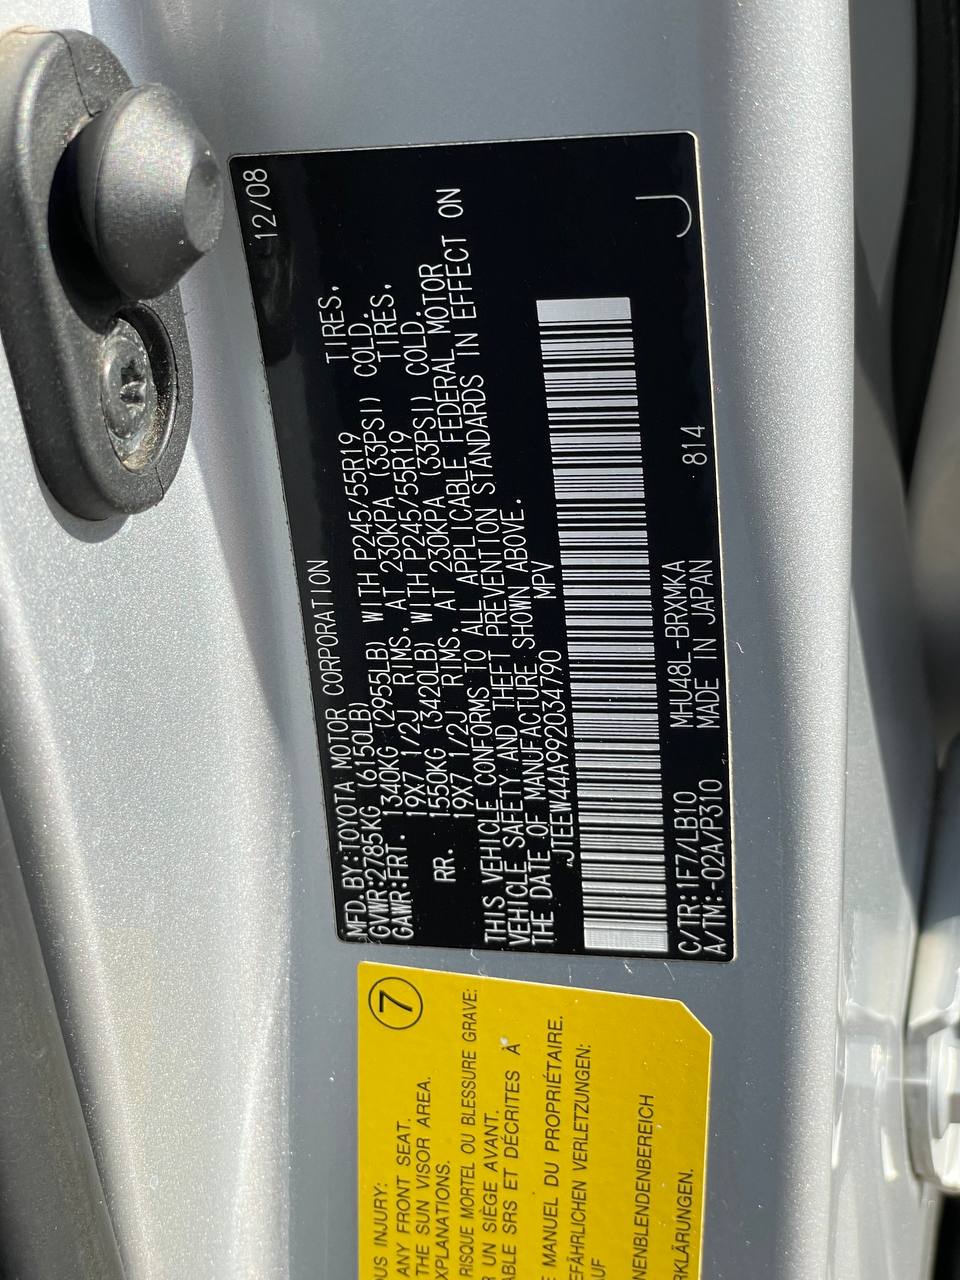 12/08
MFD.BY:TOYOTA MOTOR CORPORATION
GVWR:2785KG (6150LB)
GAWR:FRT. 1340KG (2955LB) WITH P245/55R19 TIRES,
19X7 1/2J RIMS, AT 230KPA (33PSI) COLD.
RR. 1550KG (3420LB) WITH P245/55R19 TIRES,
19X7 1/2J RIMS, AT 230KPA (33PSI) COLD.
THIS VEHICLE CONFORMS TO ALL APPLICABLE FEDERAL MOTOR
VEHICLE SAFETY AND THEFT PREVENTION STANDARDS IN EFFECT ON
THE DATE OF MANUFACTURE SHOWN ABOVE.
JTEEW44A992034790 MPV
C/TR:1F7/LB10 MHU48L-BRXMKA 814
A/TM:-02A/P310 MADE IN JAPAN J
7
OUS INJURY:
ANY FRONT SEAT.
THE SUN VISOR AREA.
EXPLANATIONS.
RISQUE MORTEL OU BLESSURE GRAVE:
R UN SIÈGE AVANT.
ABLE SRS ET DÉCRITES À
E MANUEL DU PROPRIÉTAIRE.
EFÄHRLICHEN VERLETZUNGEN:
AUF
NENBLENDENBEREICH
RKLÄRUNGEN.